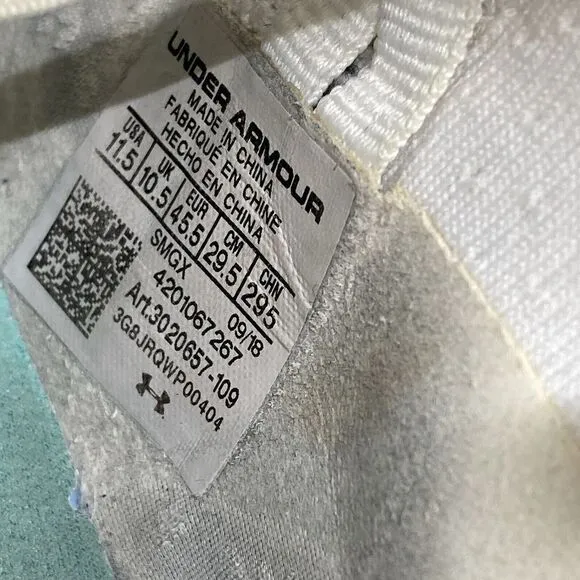 UNDER ARMOUR
MADE IN CHINA
FABRIQUÉ EN CHINE
HECHO EN CHINA
USA UK EUR CM CHN
11.5 10.5 45.5 29.5 295
SMGX 09/18
4201067267
Art.3020657-109
3G8JRQWP00404